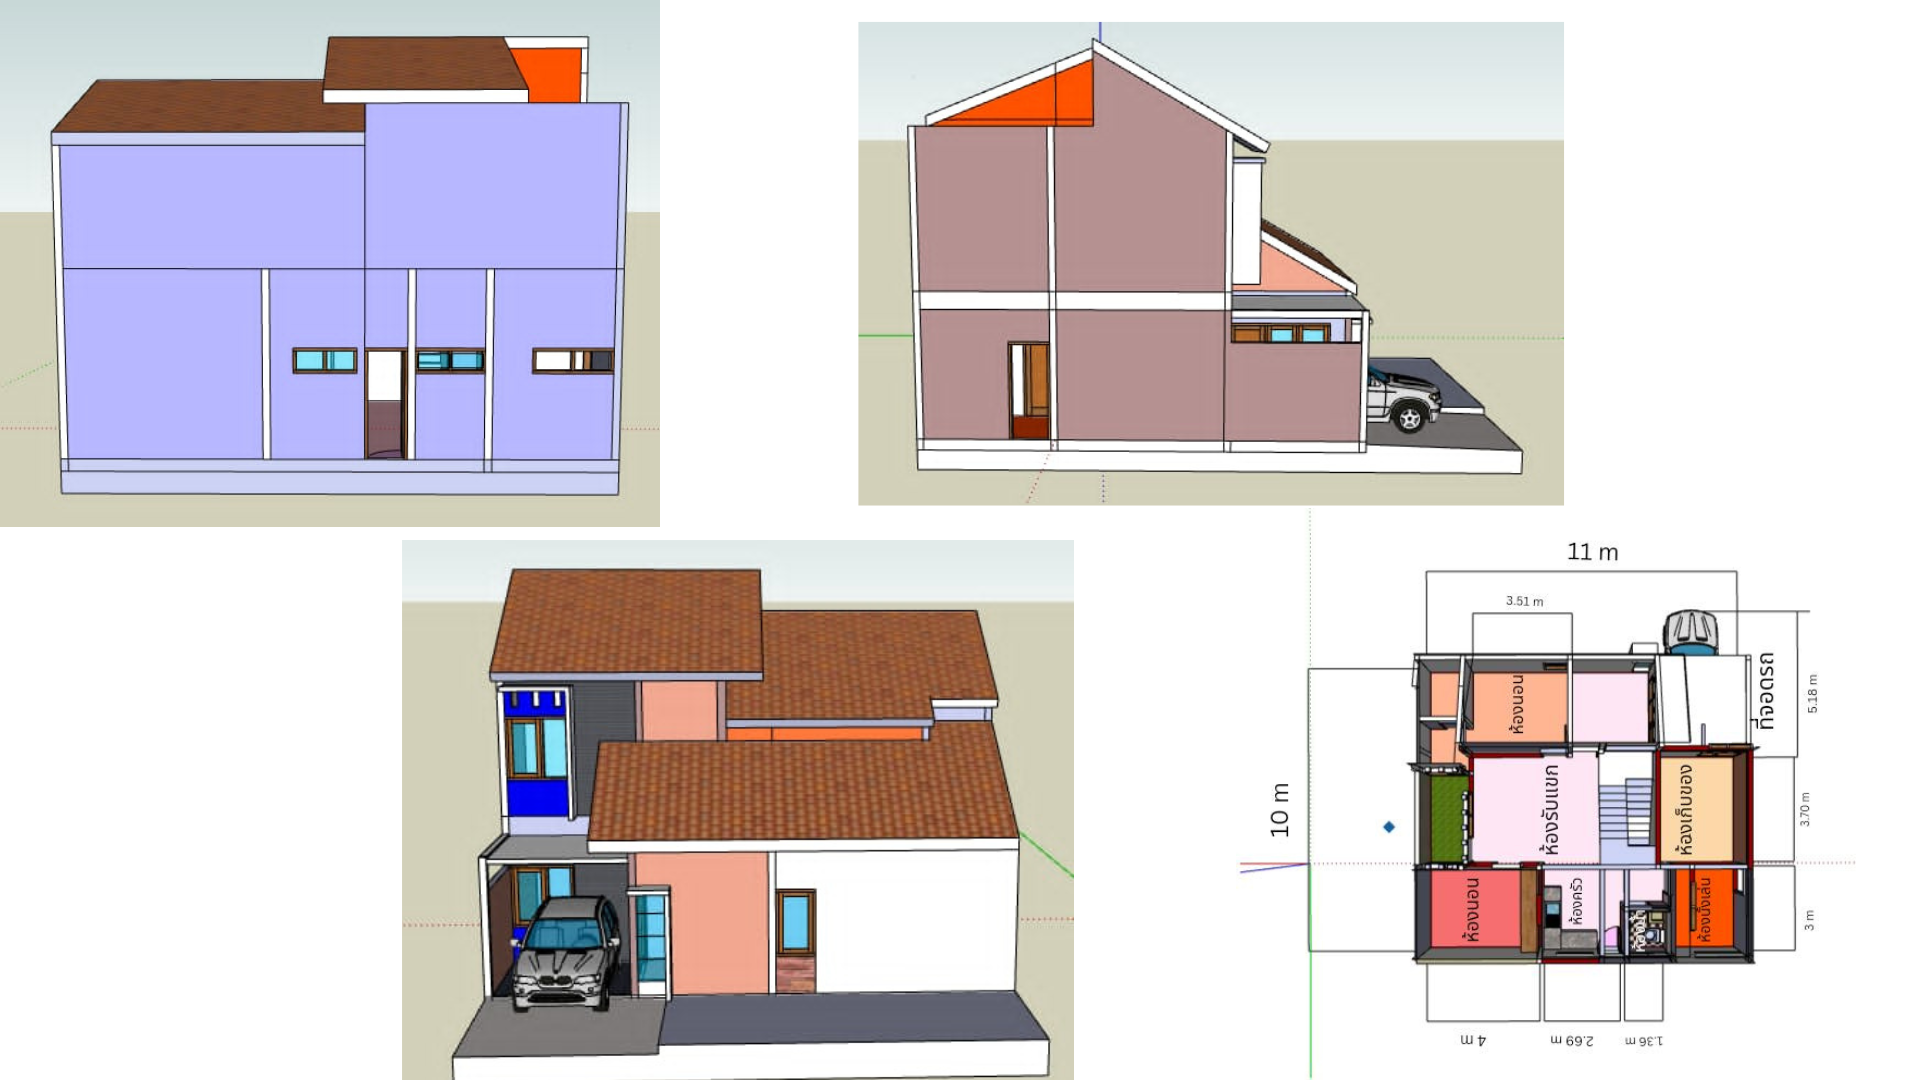 11 m
3.51 m
ห้องนอน
ที่จอดรถ
5.18 m
10 m
ห้องรับแขก
ห้องเก็บของ
3.70 m
ห้องนอน
ห้องครัว
ห้องน้ำ
ห้องนั่งเล่น
3 m
4 m
2.69 m
1.36 m